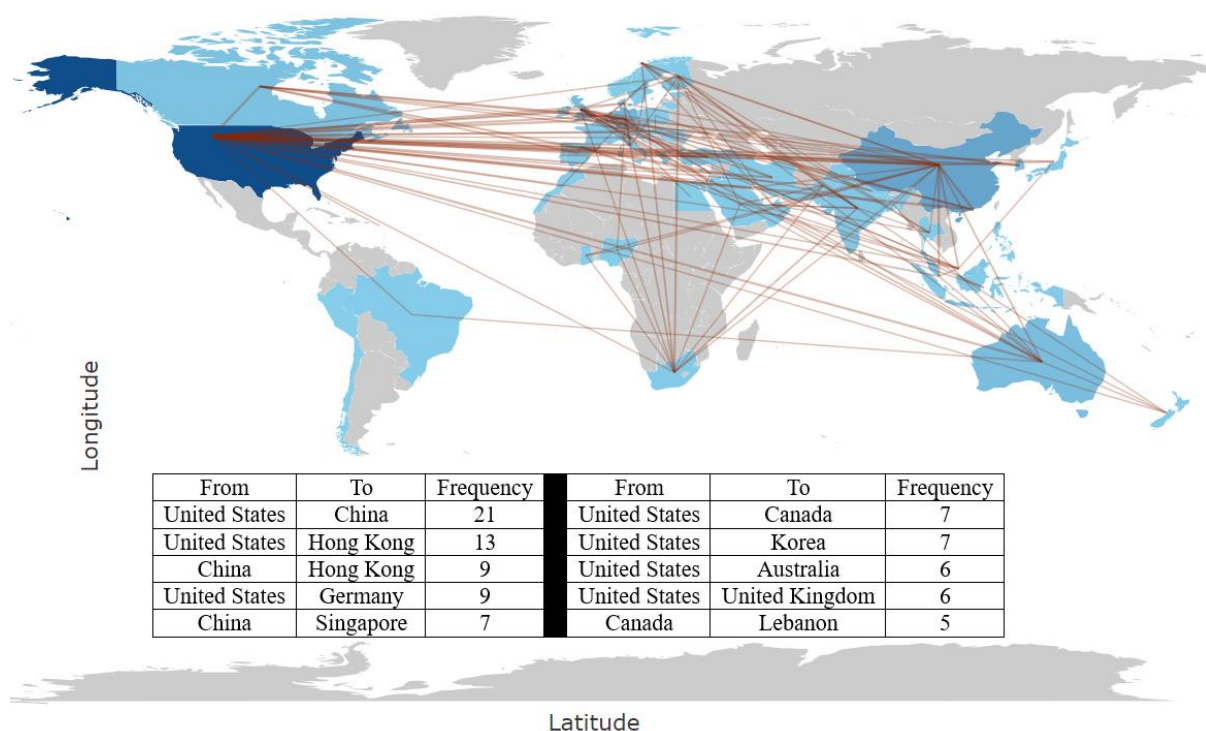 Longitude
From To Frequency From To Frequency
United States China 21 United States Canada 7
United States Hong Kong 13 United States Korea 7
China Hong Kong 9 United States Australia 6
United States Germany 9 United States United Kingdom 6
China Singapore 7 Canada Lebanon 5
Latitude